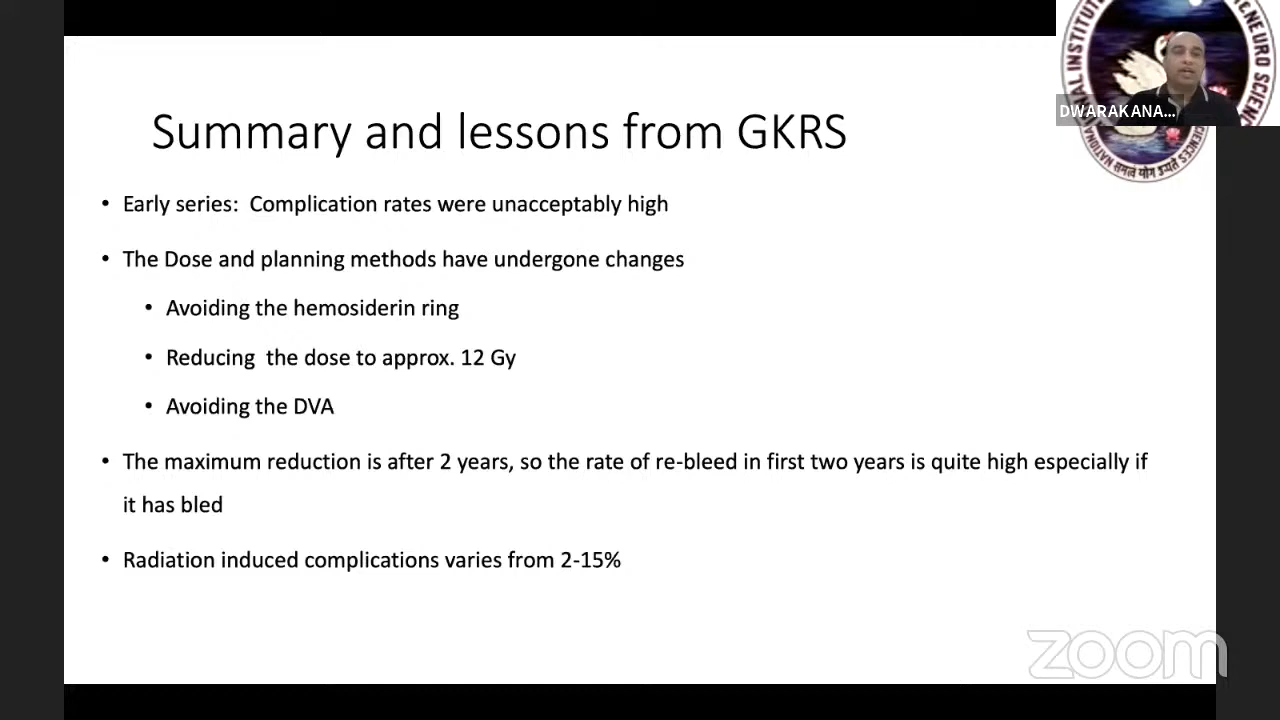 DWARAKANA...
Summary and lessons from GKRS
• Early series: Complication rates were unacceptably high
• The Dose and planning methods have undergone changes
• Avoiding the hemosiderin ring
• Reducing the dose to approx. 12 Gy
• Avoiding the DVA
• The maximum reduction is after 2 years, so the rate of re-bleed in first two years is quite high especially if
it has bled
• Radiation induced complications varies from 2-15%
zoom